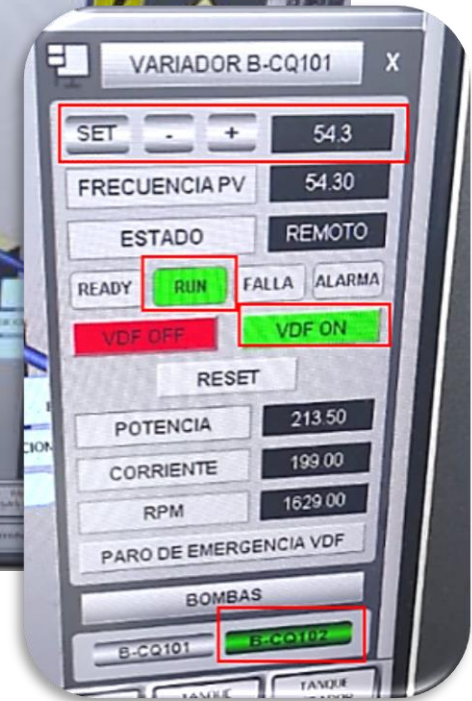 VARIADOR B-CQ101 X
SET - + 54.3
FRECUENCIA PV 54.30
ESTADO REMOTO
READY RUN FALLA ALARMA
VDF OFF VDF ON
RESET
POTENCIA 213.50
CORRIENTE 199.00
RPM 1629.00
PARO DE EMERGENCIA VDF
BOMBAS
B-CQ101 B-CQ102
TANQUE TANQUE